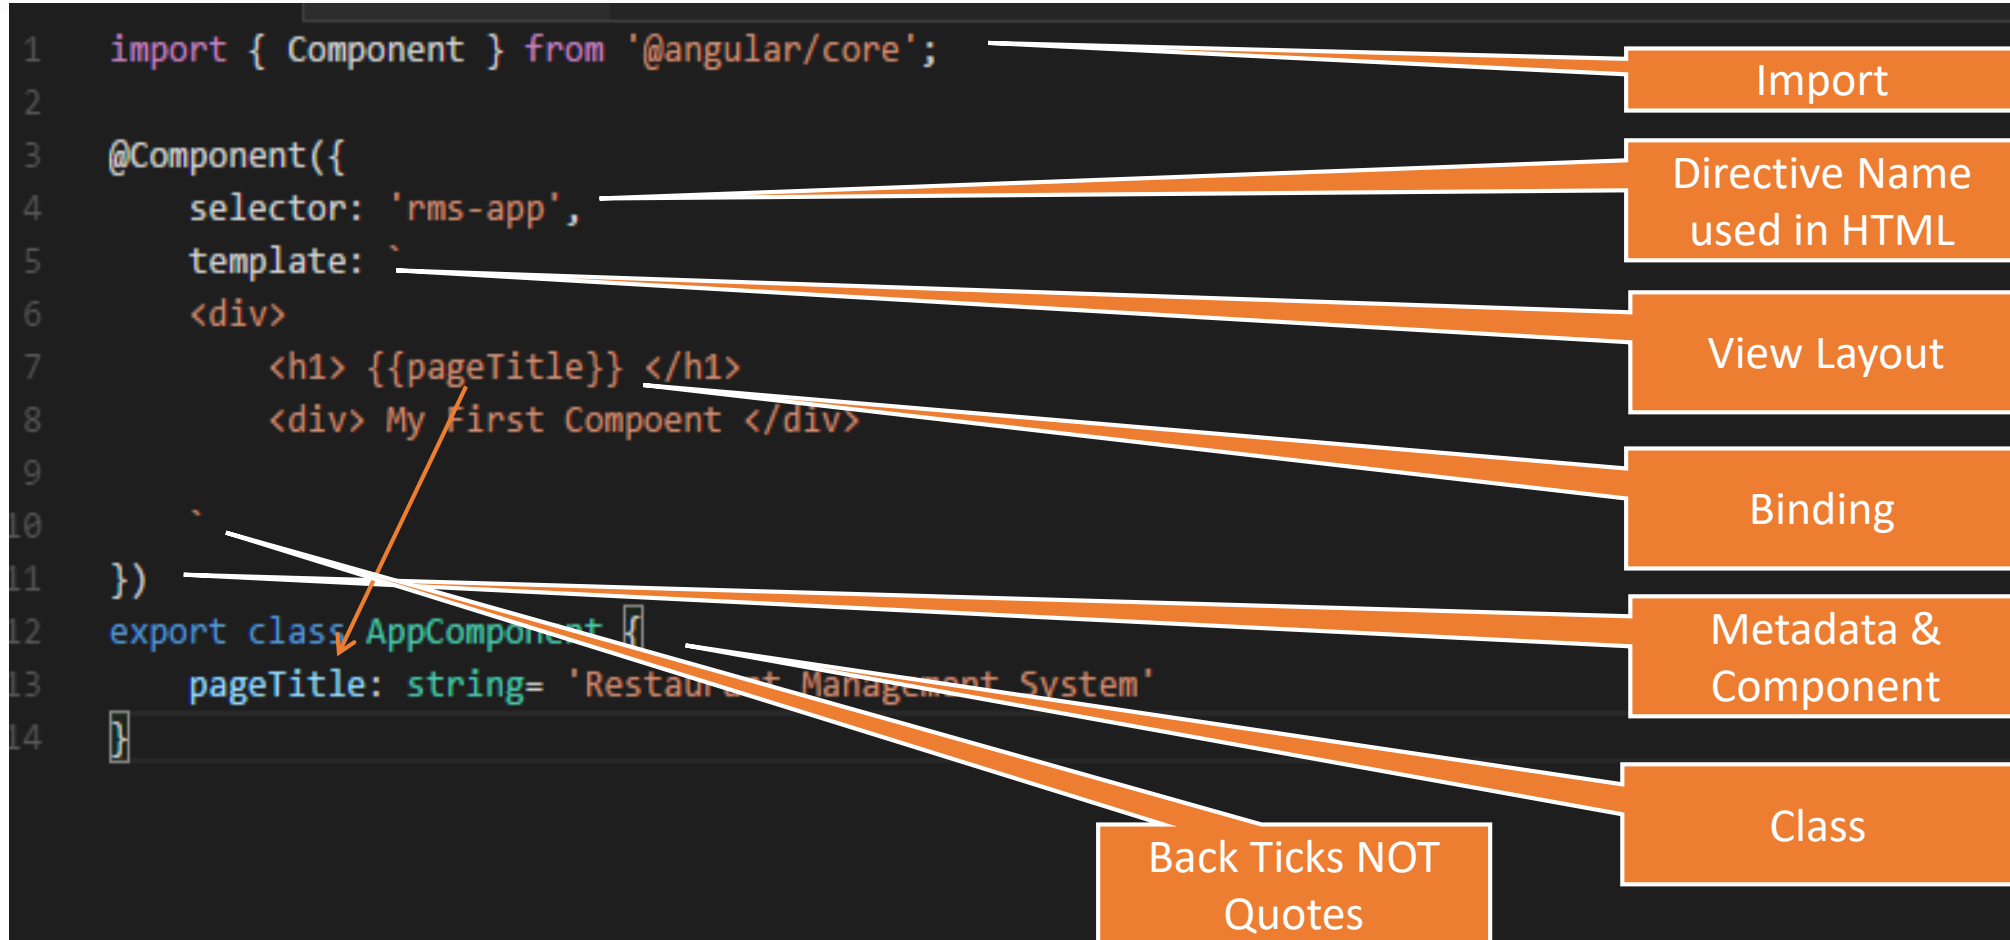 1 import { Component } from '@angular/core';
2
3 @Component({
4 selector: 'rms-app',
5 template: `
6 <div>
7 <h1> {{pageTitle}} </h1>
8 <div> My First Compoent </div>
9
10 `
11 })
12 export class AppComponent {
13 pageTitle: string= 'Restaurant Management System'
14 }
Import
Directive Name
used in HTML
View Layout
Binding
Metadata &
Component
Class
Back Ticks NOT
Quotes